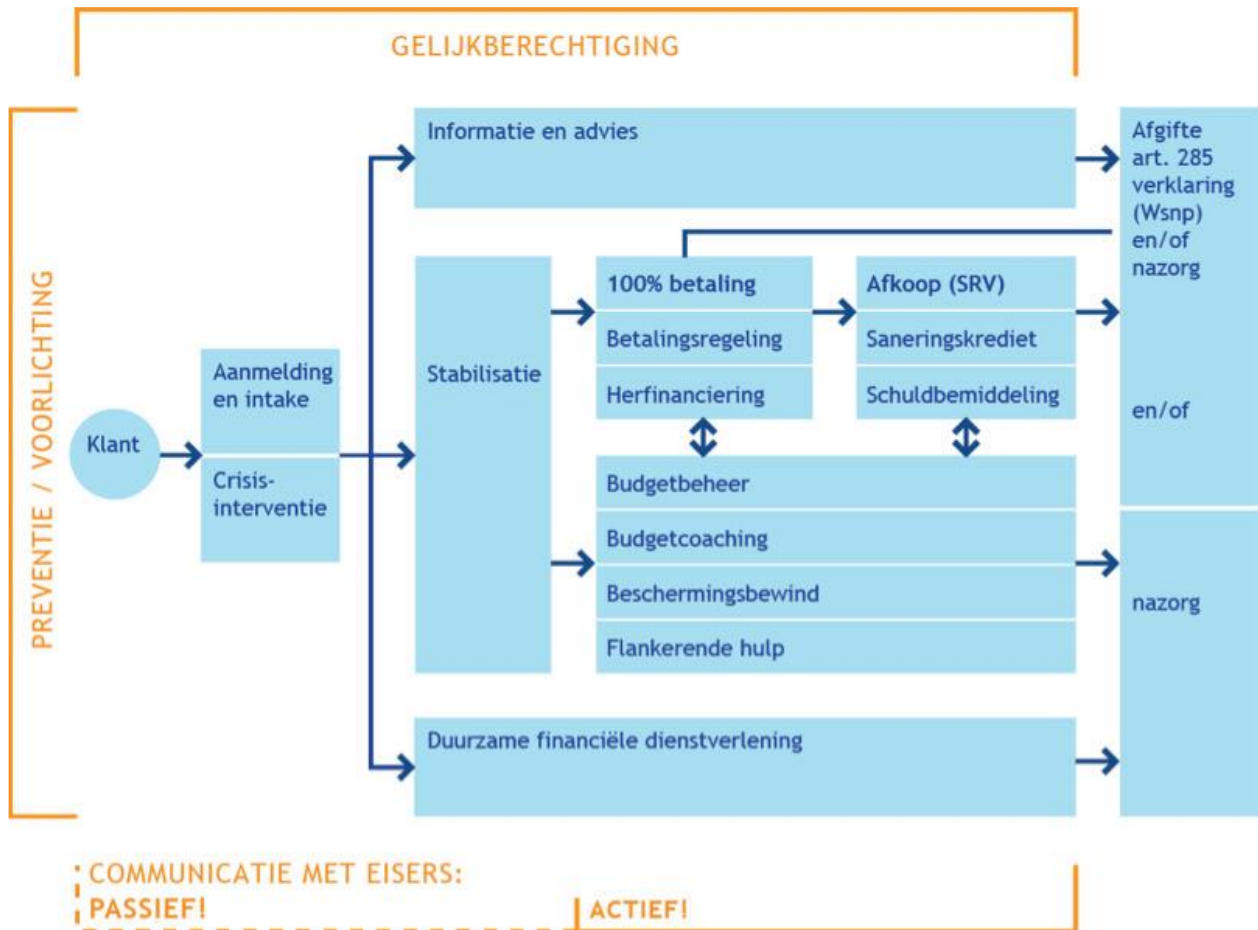 GELIJKBERECHTIGING
PREVENTIE / VOORLICHTING
Klant
Aanmelding
en intake
Crisis-
interventie
Informatie en advies
Stabilisatie
100% betaling
Betalingsregeling
Herfinanciering
Afkoop (SRV)
Saneringskrediet
Schuldbemiddeling
Budgetbeheer
Budgetcoaching
Beschermingsbewind
Flankerende hulp
Duurzame financiële dienstverlening
Afgifte
art. 285
verklaring
(Wsnp)
en/of
nazorg
en/of
nazorg
COMMUNICATIE MET EISERS:
PASSIEF!
ACTIEF!